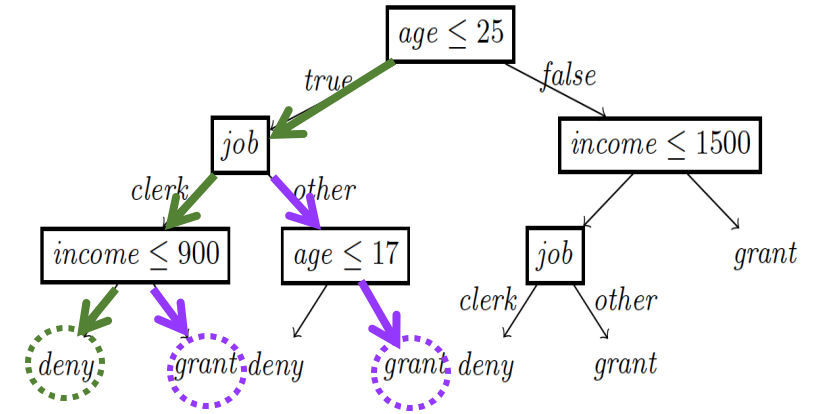 age ≤ 25
true false
job income ≤ 1500
clerk other
income ≤ 900 age ≤ 17 job grant
clerk other
deny grant deny grant deny grant